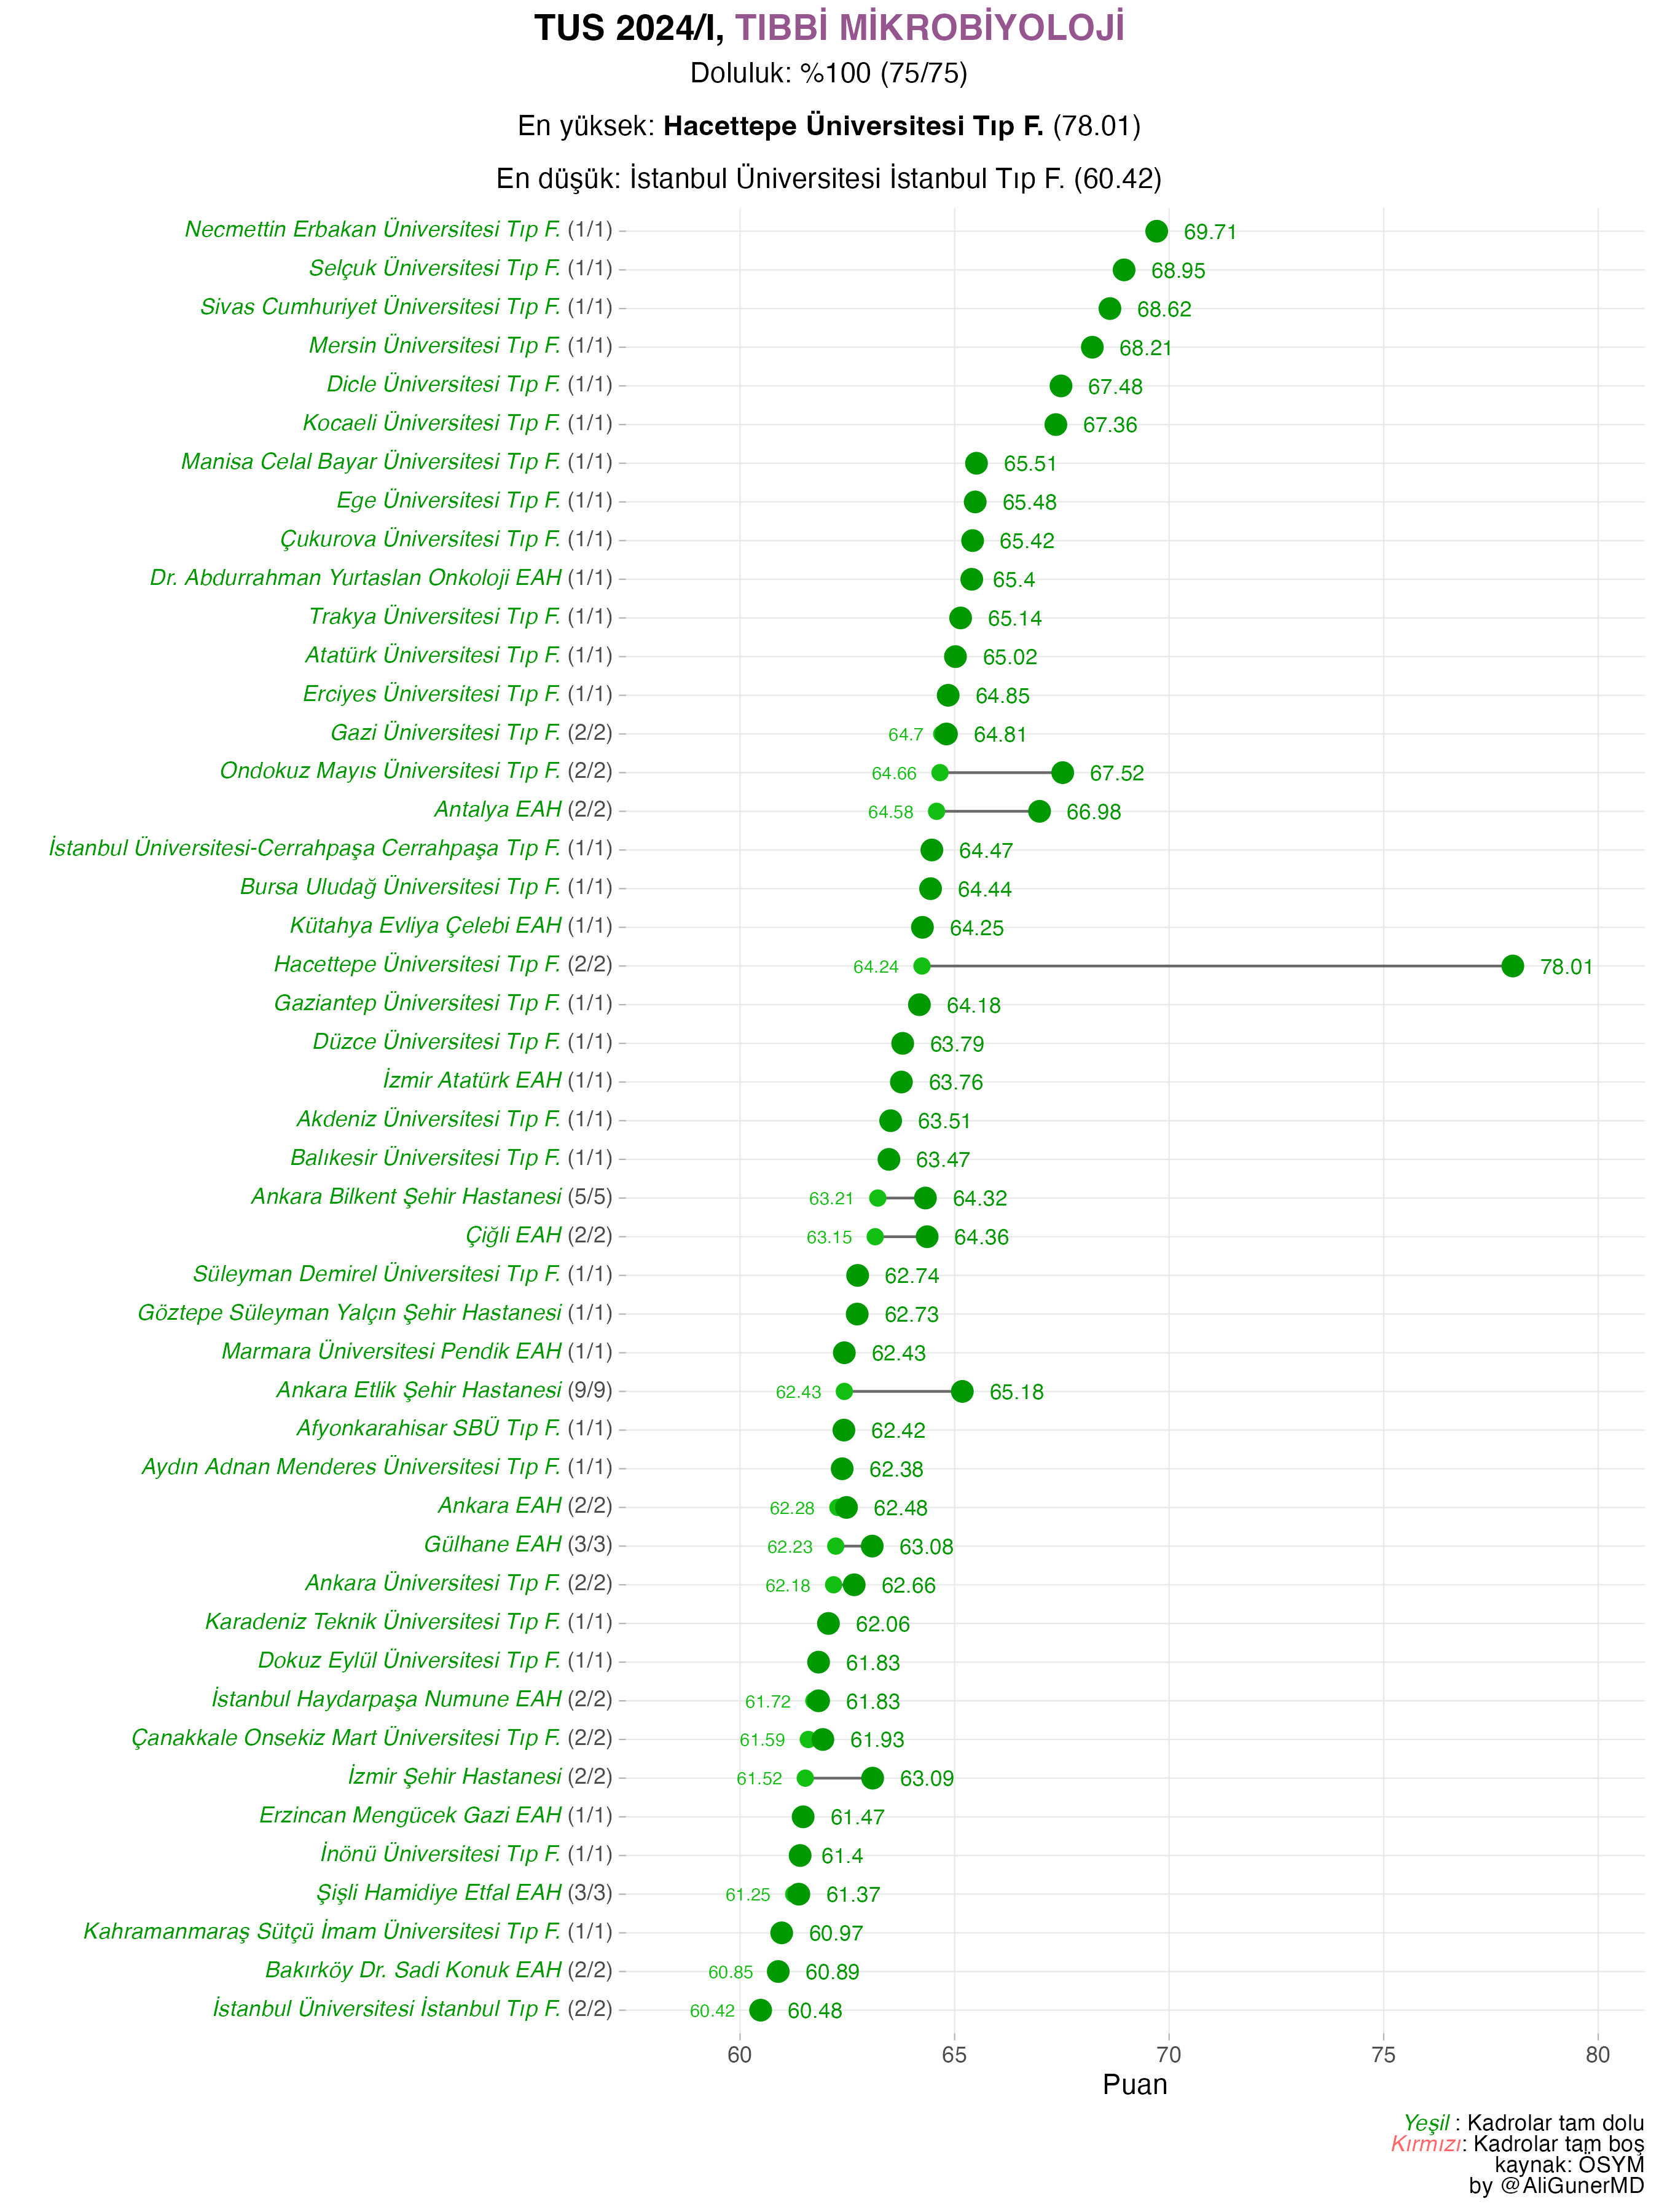 TUS 2024/I, TIBBİ MİKROBİYOLOJİ
Doluluk: %100 (75/75)
En yüksek: Hacettepe Üniversitesi Tıp F. (78.01)
En düşük: İstanbul Üniversitesi İstanbul Tıp F. (60.42)
Necmettin Erbakan Üniversitesi Tıp F. (1/1) 69.71
Selçuk Üniversitesi Tıp F. (1/1) 68.95
Sivas Cumhuriyet Üniversitesi Tıp F. (1/1) 68.62
Mersin Üniversitesi Tıp F. (1/1) 68.21
Dicle Üniversitesi Tıp F. (1/1) 67.48
Kocaeli Üniversitesi Tıp F. (1/1) 67.36
Manisa Celal Bayar Üniversitesi Tıp F. (1/1) 65.51
Ege Üniversitesi Tıp F. (1/1) 65.48
Çukurova Üniversitesi Tıp F. (1/1) 65.42
Dr. Abdurrahman Yurtaslan Onkoloji EAH (1/1) 65.4
Trakya Üniversitesi Tıp F. (1/1) 65.14
Atatürk Üniversitesi Tıp F. (1/1) 65.02
Erciyes Üniversitesi Tıp F. (1/1) 64.85
Gazi Üniversitesi Tıp F. (2/2) 64.7 64.81
Ondokuz Mayıs Üniversitesi Tıp F. (2/2) 64.66 67.52
Antalya EAH (2/2) 64.58 66.98
İstanbul Üniversitesi-Cerrahpaşa Cerrahpaşa Tıp F. (1/1) 64.47
Bursa Uludağ Üniversitesi Tıp F. (1/1) 64.44
Kütahya Evliya Çelebi EAH (1/1) 64.25
Hacettepe Üniversitesi Tıp F. (2/2) 64.24 78.01
Gaziantep Üniversitesi Tıp F. (1/1) 64.18
Düzce Üniversitesi Tıp F. (1/1) 63.79
İzmir Atatürk EAH (1/1) 63.76
Akdeniz Üniversitesi Tıp F. (1/1) 63.51
Balıkesir Üniversitesi Tıp F. (1/1) 63.47
Ankara Bilkent Şehir Hastanesi (5/5) 63.21 64.32
Çiğli EAH (2/2) 63.15 64.36
Süleyman Demirel Üniversitesi Tıp F. (1/1) 62.74
Göztepe Süleyman Yalçın Şehir Hastanesi (1/1) 62.73
Marmara Üniversitesi Pendik EAH (1/1) 62.43
Ankara Etlik Şehir Hastanesi (9/9) 62.43 65.18
Afyonkarahisar SBÜ Tıp F. (1/1) 62.42
Aydın Adnan Menderes Üniversitesi Tıp F. (1/1) 62.38
Ankara EAH (2/2) 62.28 62.48
Gülhane EAH (3/3) 62.23 63.08
Ankara Üniversitesi Tıp F. (2/2) 62.18 62.66
Karadeniz Teknik Üniversitesi Tıp F. (1/1) 62.06
Dokuz Eylül Üniversitesi Tıp F. (1/1) 61.83
İstanbul Haydarpaşa Numune EAH (2/2) 61.72 61.83
Çanakkale Onsekiz Mart Üniversitesi Tıp F. (2/2) 61.59 61.93
İzmir Şehir Hastanesi (2/2) 61.52 63.09
Erzincan Mengücek Gazi EAH (1/1) 61.47
İnönü Üniversitesi Tıp F. (1/1) 61.4
Şişli Hamidiye Etfal EAH (3/3) 61.25 61.37
Kahramanmaraş Sütçü İmam Üniversitesi Tıp F. (1/1) 60.97
Bakırköy Dr. Sadi Konuk EAH (2/2) 60.85 60.89
İstanbul Üniversitesi İstanbul Tıp F. (2/2) 60.42 60.48
60 65 70 75 80
Puan
Yeşil : Kadrolar tam dolu
Kırmızı: Kadrolar tam boş
kaynak: ÖSYM
by @AliGunerMD